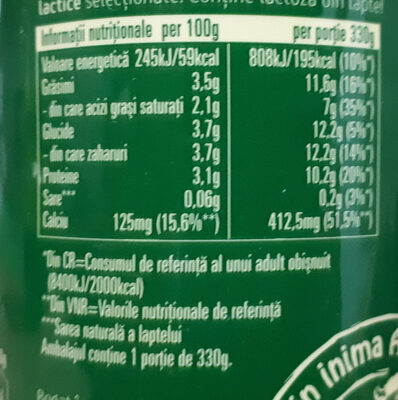 lactice selecționate. Conține lactoză din lapte!
Informații nutriționale per 100g per porție 330g
Valoare energetică 245kJ/59kcal 808kJ/195kcal (10%*)
Grăsimi 3,5g 11,6g (16%*)
- din care acizi grași saturați 2,1g 7g (35%*)
Glucide 3,7g 12,2g (5%*)
- din care zaharuri 3,7g 12,2g (14%*)
Proteine 3,1g 10,2g (20%*)
Sare*** 0,06g 0,2g (3%*)
Calciu 125mg (15,6%**) 412,5mg (51,5%**)
*Din CR=Consumul de referință al unui adult obișnuit
(8400kJ/2000kcal)
**Din VNR=Valorile nutriționale de referință
***Sarea naturală a laptelui
Ambalajul conține 1 porție de 330g.
din inima